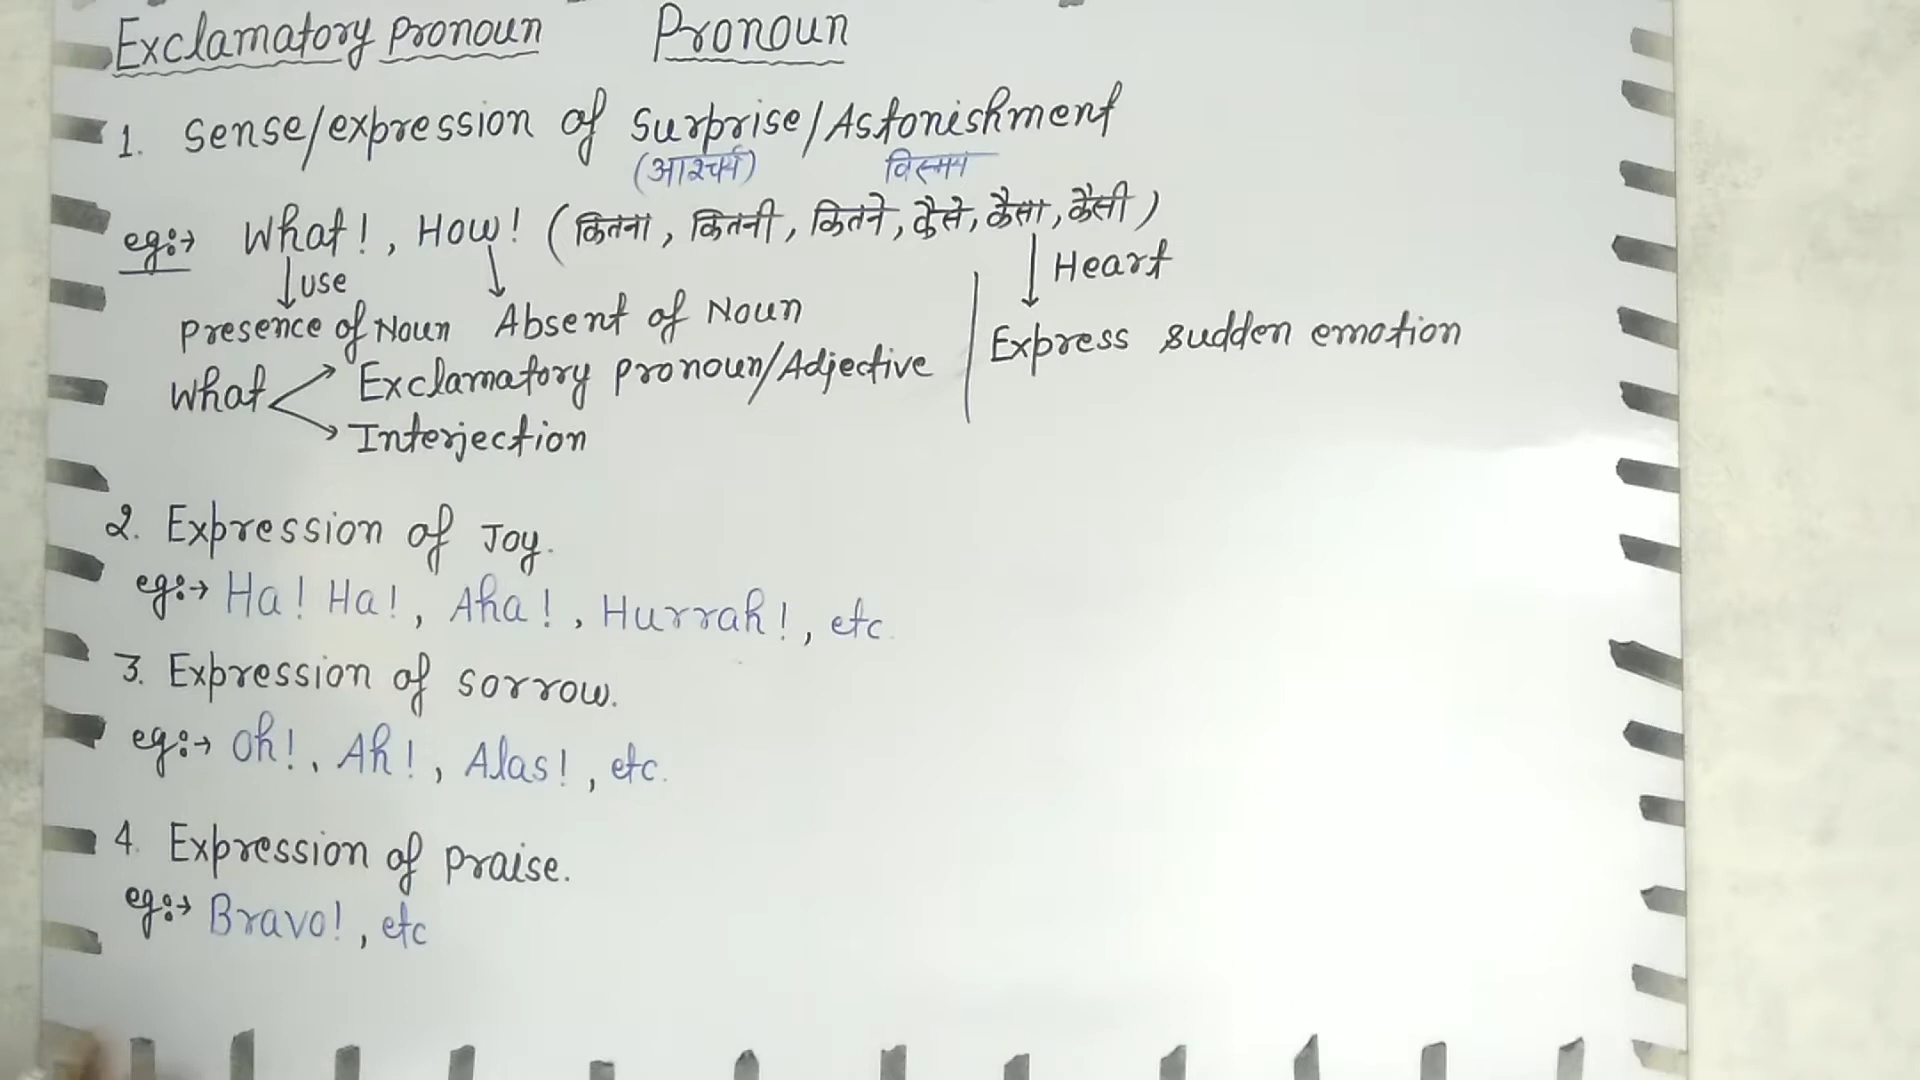 Exclamatory Pronoun Pronoun
1. Sense/expression of Surprise/Astonishment
(आश्चर्य) विस्मय
eg:→ What!, How! (कितना, कितनी, कितने, कैसे, कैसा, कैसी)
↓use ↓ ↓ Heart
Presence of Noun Absent of Noun
Express sudden emotion
What → Exclamatory pronoun/Adjective
→ Interjection
2. Expression of Joy.
eg:→ Ha! Ha!, Aha!, Hurrah!, etc.
3. Expression of sorrow.
eg:→ Oh!, Ah!, Alas!, etc.
4. Expression of praise.
eg:→ Bravo!, etc